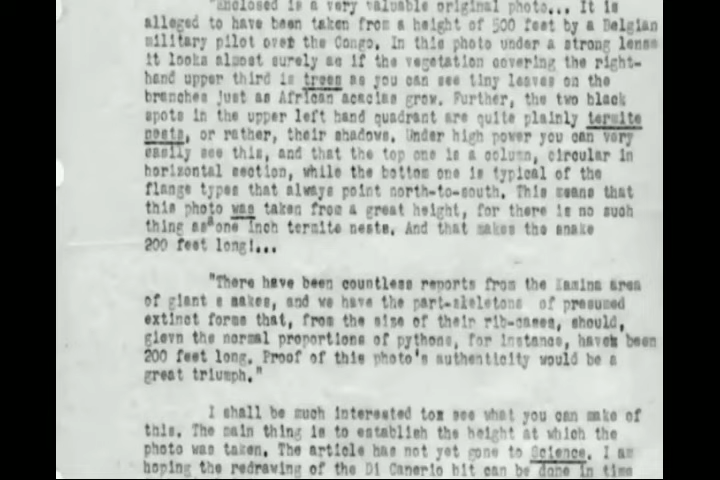 "Enclosed is a very valuable original photo... It is
alleged to have been taken from a height of 500 feet by a Belgian
military pilot over the Congo. In this photo under a strong lense
it looks almost surely as if the vegetation covering the right-
hand upper third is trees as you can see tiny leaves on the
branches just as African acacias grow. Further, the two black
spots in the upper left hand quadrant are quite plainly termite
nests, or rather, their shadows. Under high power you can very
easily see this, and that the top one is a column, circular in
horizontal section, while the bottom one is typical of the
flange types that always point north-to-south. This means that
this photo was taken from a great height, for there is no such
thing as one inch termite nests. And that makes the snake
200 feet long!...
"There have been countless reports from the Kamina area
of giant s nakes, and we have the part-skeletons of presumed
extinct forms that, from the size of their rib-cases, should,
gievn the normal proportions of pythons, for instance, have been
200 feet long. Proof of this photo's authenticity would be a
great triumph."
I shall be much interested tox see what you can make of
this. The main thing is to establish the height at which the
photo was taken. The article has not yet gone to Science. I am
hoping the redrawing of the Di Canerio bit can be done in time